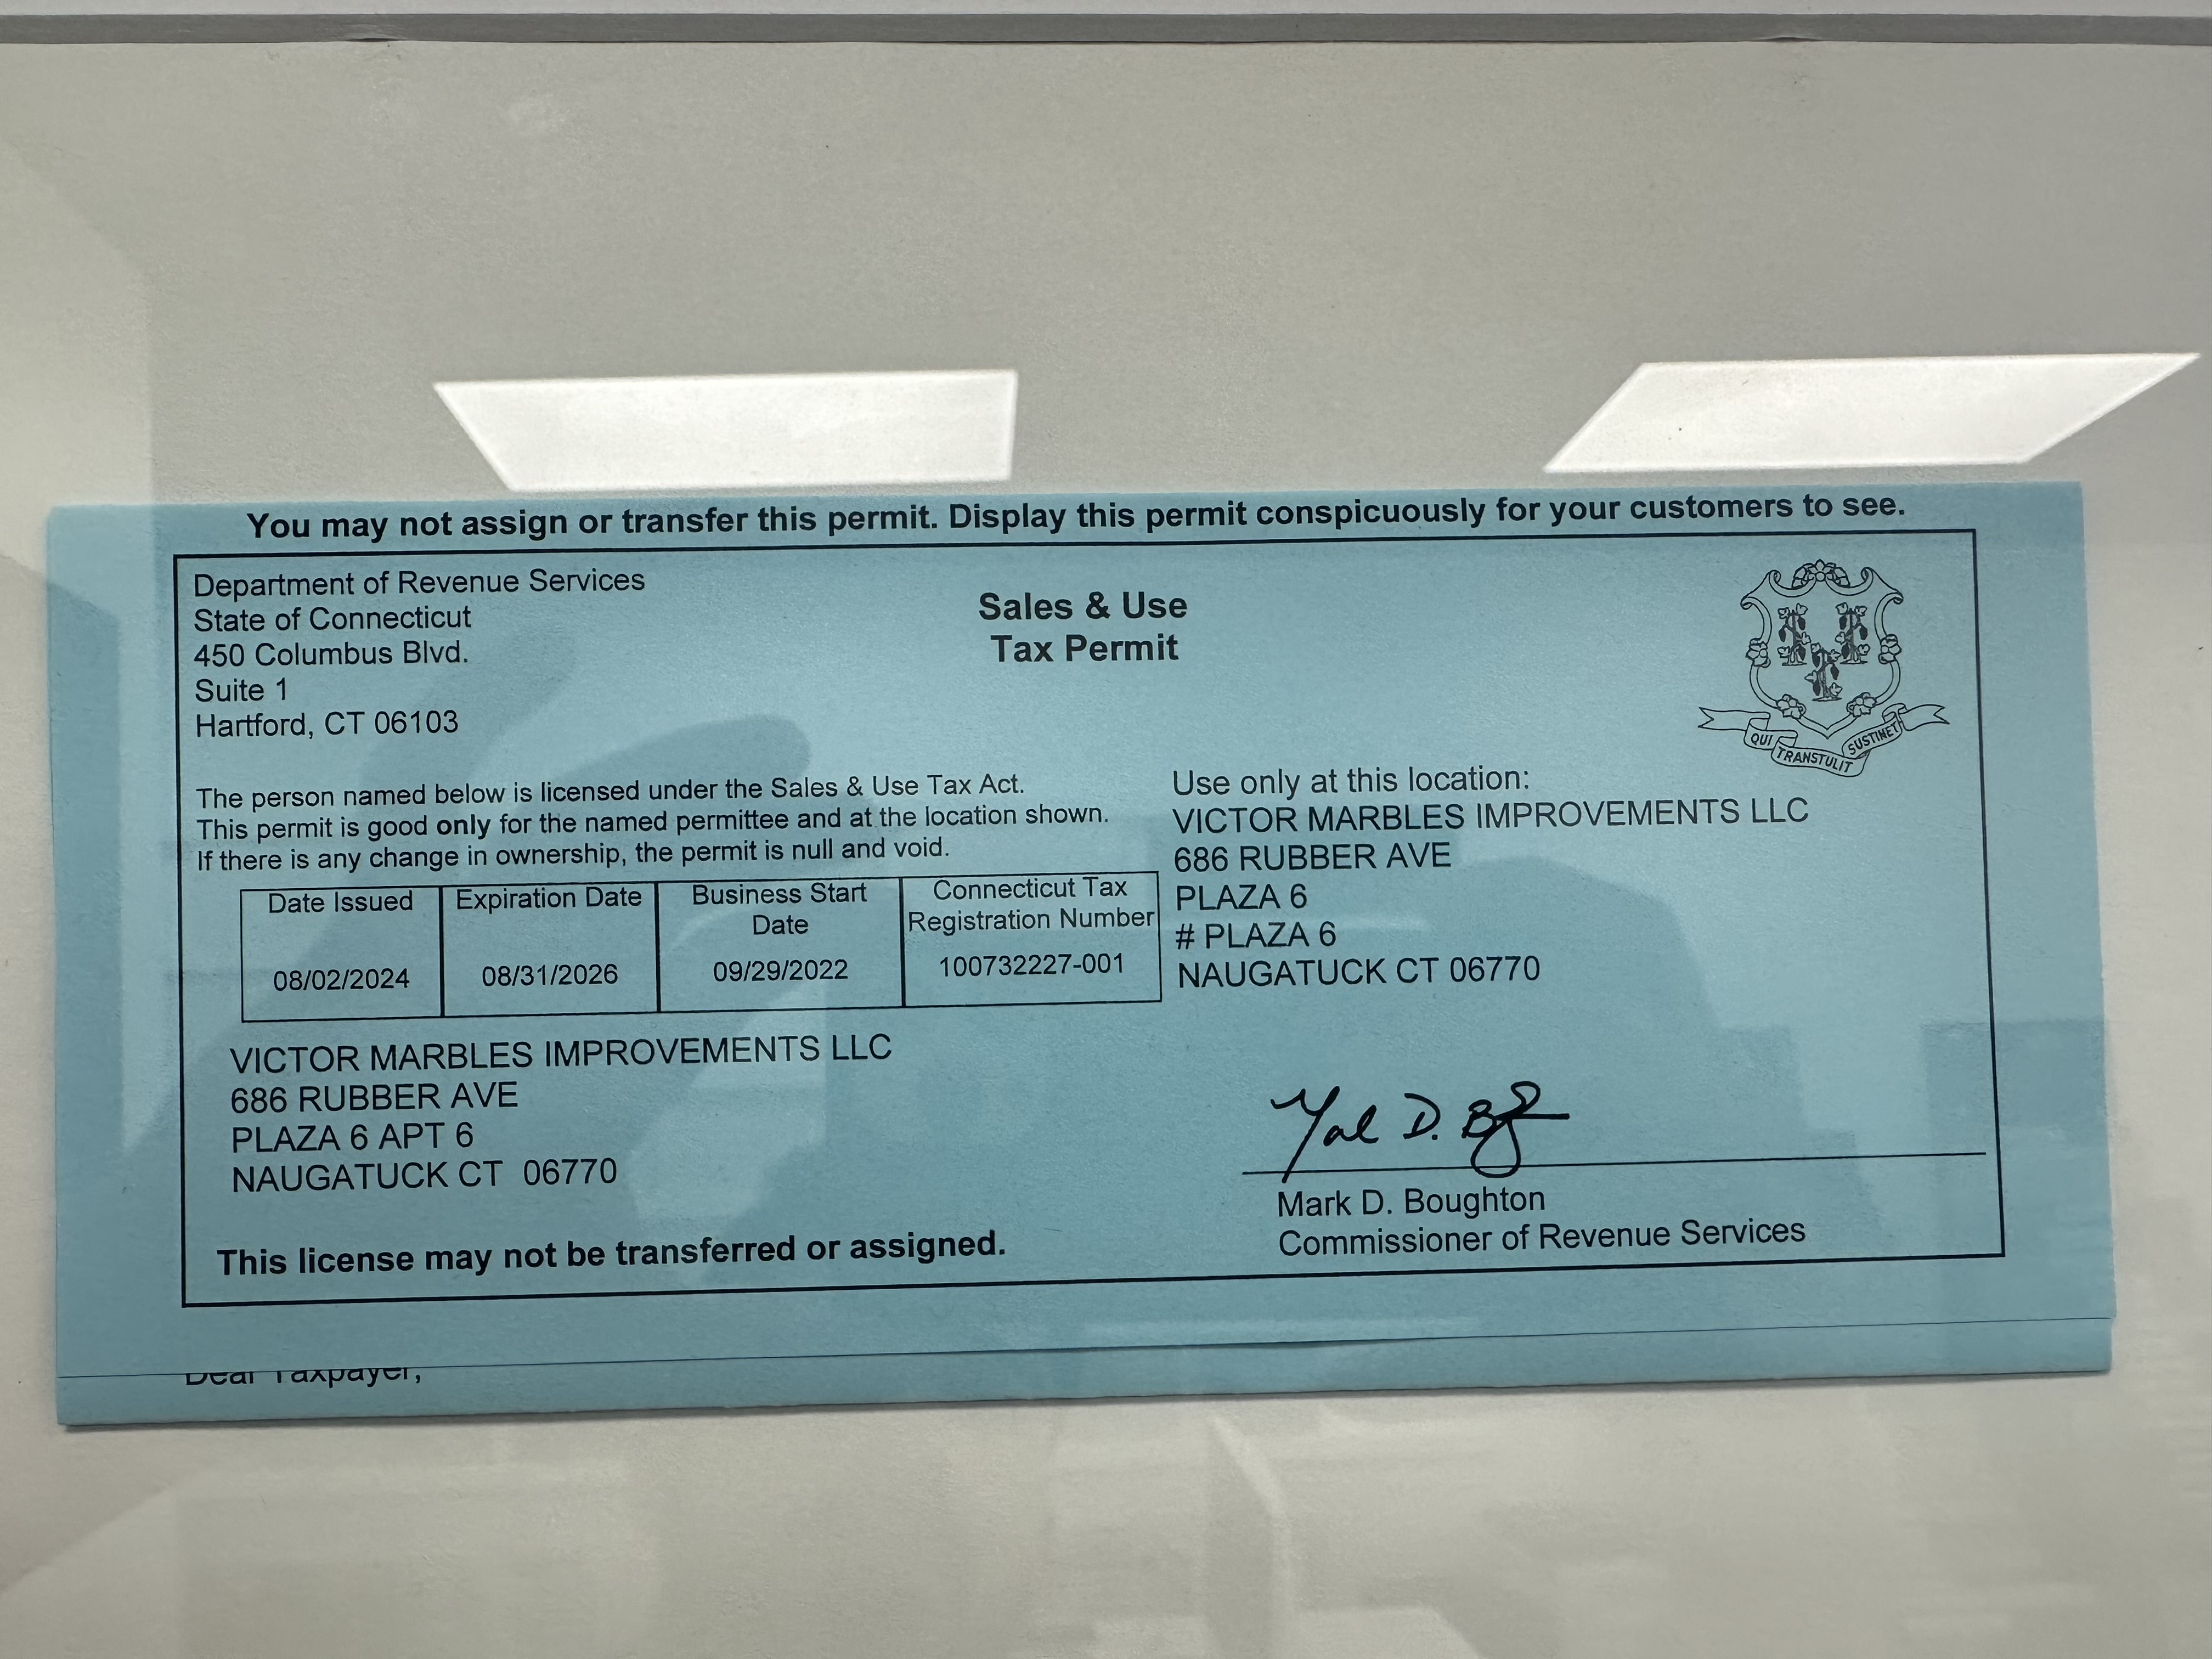 You may not assign or transfer this permit. Display this permit conspicuously for your customers to see.
Department of Revenue Services
State of Connecticut
450 Columbus Blvd.
Suite 1
Hartford, CT 06103
Sales & Use
Tax Permit
QUI TRANSTULIT SUSTINET
The person named below is licensed under the Sales & Use Tax Act.
This permit is good only for the named permittee and at the location shown.
If there is any change in ownership, the permit is null and void.
Use only at this location:
VICTOR MARBLES IMPROVEMENTS LLC
686 RUBBER AVE
PLAZA 6
# PLAZA 6
NAUGATUCK CT 06770
Date Issued
08/02/2024
Expiration Date
08/31/2026
Business Start
Date
09/29/2022
Connecticut Tax
Registration Number
100732227-001
VICTOR MARBLES IMPROVEMENTS LLC
686 RUBBER AVE
PLAZA 6 APT 6
NAUGATUCK CT 06770
This license may not be transferred or assigned.
Mark D. Boughton
Commissioner of Revenue Services
Dear Taxpayer,